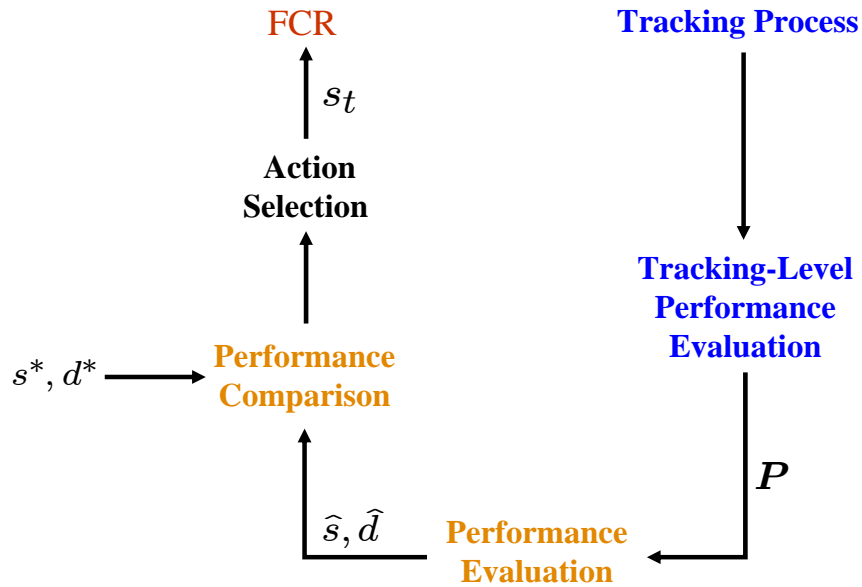 FCR
Tracking Process
s_t
Action
Selection
Tracking-Level
Performance
Evaluation
Performance
Comparison
s*, d*
P
ŝ, d̂
Performance
Evaluation